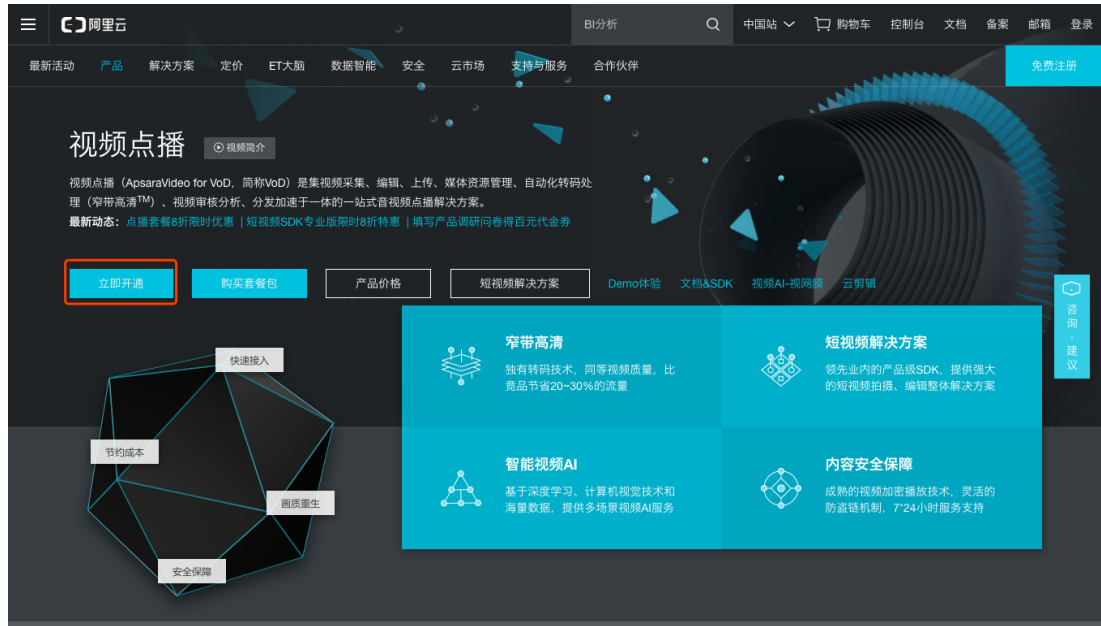 阿里云
BI分析
中国站
购物车
控制台
文档
备案
邮箱
登录
最新活动
产品
解决方案
定价
ET大脑
数据智能
安全
云市场
支持与服务
合作伙伴
免费注册
视频点播
视频简介
视频点播（ApsaraVideo for VoD，简称VoD）是集视频采集、编辑、上传、媒体资源管理、自动化转码处
理（窄带高清TM）、视频审核分析、分发加速于一体的一站式音视频点播解决方案。
最新动态：点播套餐8折限时优惠 | 短视频SDK专业版限时8折特惠 | 填写产品调研问卷得百元代金券
立即开通
购买套餐包
产品价格
短视频解决方案
Demo体验
文档&SDK
视频AI-视网膜
云剪辑
咨询·建议
快速接入
节约成本
画质重生
安全保障
窄带高清
独有转码技术，同等视频质量，比
竞品节省20~30%的流量
短视频解决方案
领先业内的产品级SDK，提供强大
的短视频拍摄、编辑整体解决方案
智能视频AI
基于深度学习、计算机视觉技术和
海量数据，提供多场景视频AI服务
内容安全保障
成熟的视频加密播放技术，灵活的
防盗链机制，7*24小时服务支持